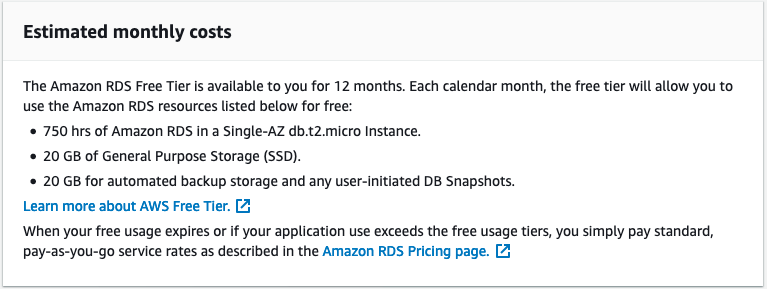 Estimated monthly costs
The Amazon RDS Free Tier is available to you for 12 months. Each calendar month, the free tier will allow you to
use the Amazon RDS resources listed below for free:
• 750 hrs of Amazon RDS in a Single-AZ db.t2.micro Instance.
• 20 GB of General Purpose Storage (SSD).
• 20 GB for automated backup storage and any user-initiated DB Snapshots.
Learn more about AWS Free Tier.
When your free usage expires or if your application use exceeds the free usage tiers, you simply pay standard,
pay-as-you-go service rates as described in the Amazon RDS Pricing page.